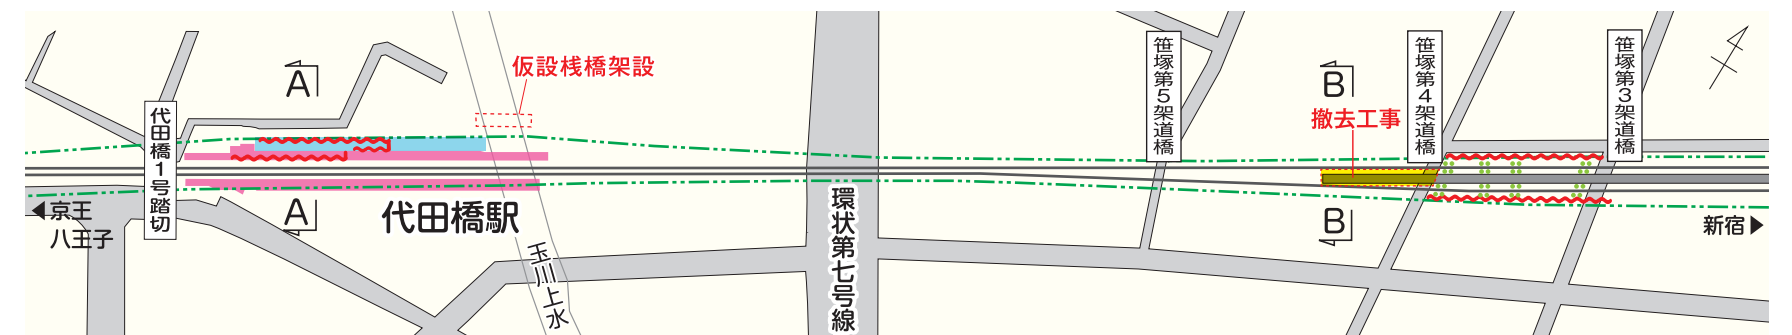 仮設桟橋架設
A
代田橋1号踏切
A
代田橋駅
京王
八王子
玉川上水
環状第七号線
笹塚第5架道橋
B
撤去工事
B
笹塚第4架道橋
笹塚第3架道橋
新宿